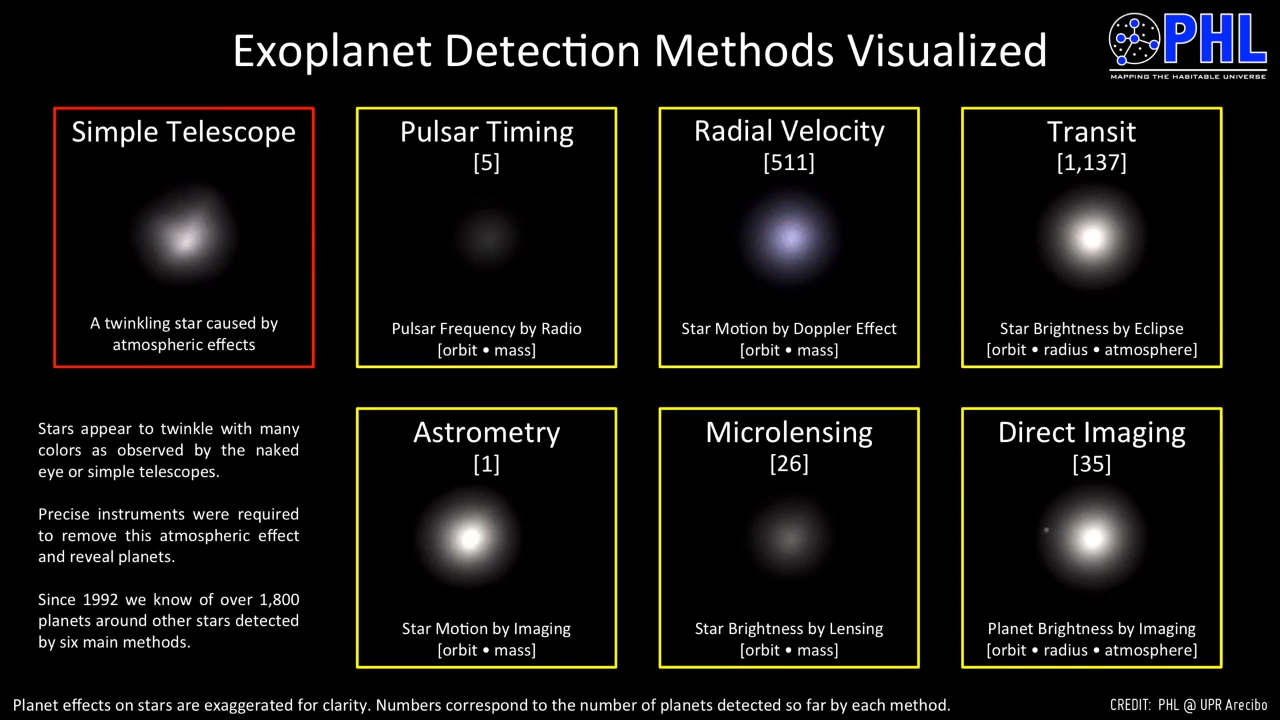 Exoplanet Detection Methods Visualized
PHL
MAPPING THE HABITABLE UNIVERSE
Simple Telescope
A twinkling star caused by
atmospheric effects
Pulsar Timing
[5]
Pulsar Frequency by Radio
[orbit • mass]
Radial Velocity
[511]
Star Motion by Doppler Effect
[orbit • mass]
Transit
[1,137]
Star Brightness by Eclipse
[orbit • radius • atmosphere]
Stars appear to twinkle with many
colors as observed by the naked
eye or simple telescopes.
Precise instruments were required
to remove this atmospheric effect
and reveal planets.
Since 1992 we know of over 1,800
planets around other stars detected
by six main methods.
Astrometry
[1]
Star Motion by Imaging
[orbit • mass]
Microlensing
[26]
Star Brightness by Lensing
[orbit • mass]
Direct Imaging
[35]
Planet Brightness by Imaging
[orbit • radius • atmosphere]
Planet effects on stars are exaggerated for clarity. Numbers correspond to the number of planets detected so far by each method.
CREDIT: PHL @ UPR Arecibo